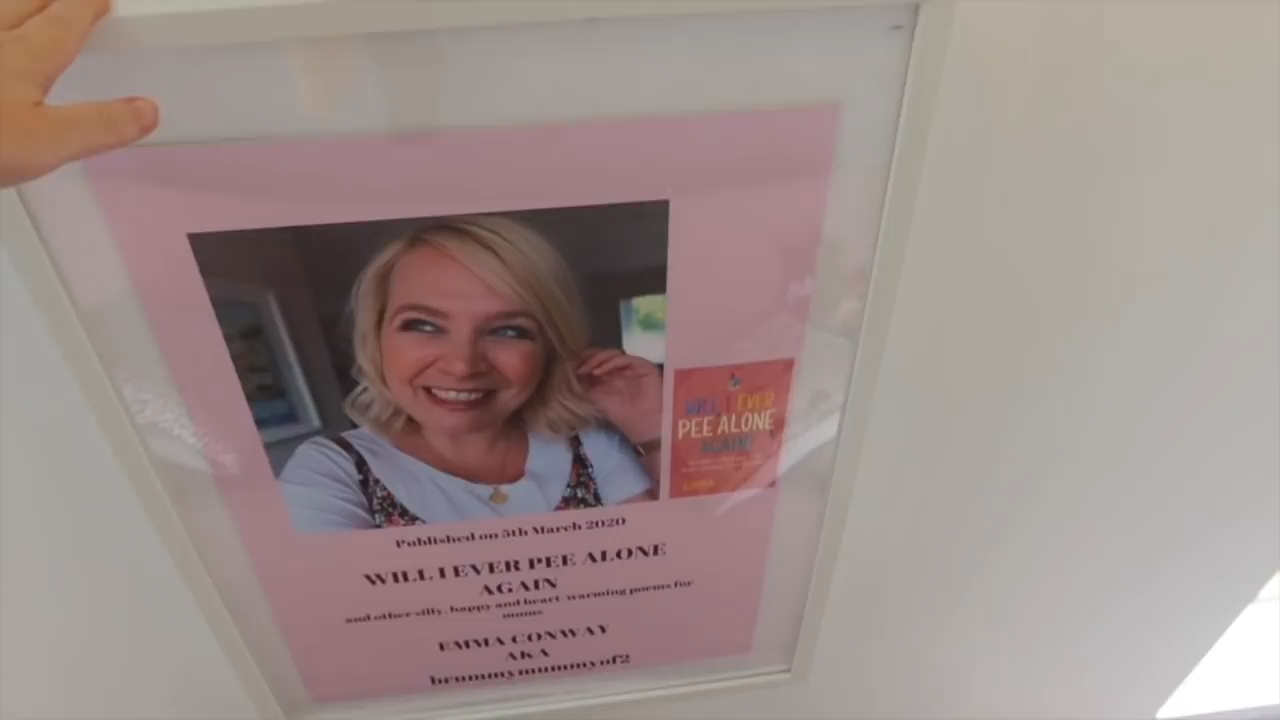 WILL I EVER
PEE ALONE
AGAIN?
EMMA
Published on 5th March 2020
WILL I EVER PEE ALONE
AGAIN
and other silly, happy and heart-warming poems for
mums
EMMA CONWAY
AKA
brummymummyof2